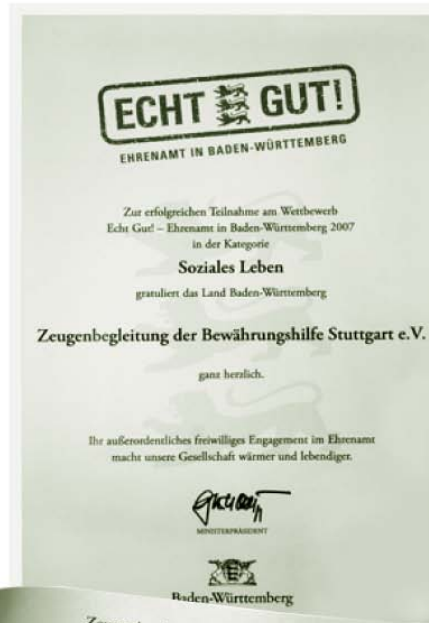 ECHT GUT!
EHRENAMT IN BADEN-WÜRTTEMBERG
Zur erfolgreichen Teilnahme am Wettbewerb
Echt Gut! – Ehrenamt in Baden-Württemberg 2007
in der Kategorie
Soziales Leben
gratuliert das Land Baden-Württemberg
Zeugenbegleitung der Bewährungshilfe Stuttgart e.V.
ganz herzlich.
Ihr außerordentliches freiwilliges Engagement im Ehrenamt
macht unsere Gesellschaft wärmer und lebendiger.
MINISTERPRÄSIDENT
Baden-Württemberg